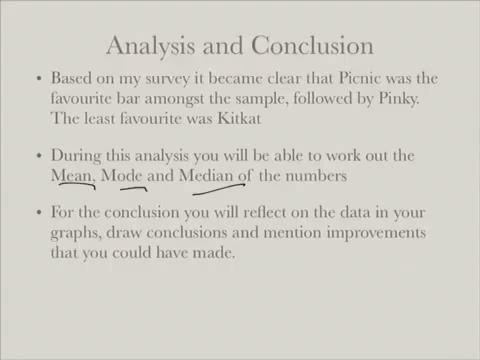 Analysis and Conclusion
• Based on my survey it became clear that Picnic was the
favourite bar amongst the sample, followed by Pinky.
The least favourite was Kitkat
• During this analysis you will be able to work out the
Mean, Mode and Median of the numbers
• For the conclusion you will reflect on the data in your
graphs, draw conclusions and mention improvements
that you could have made.